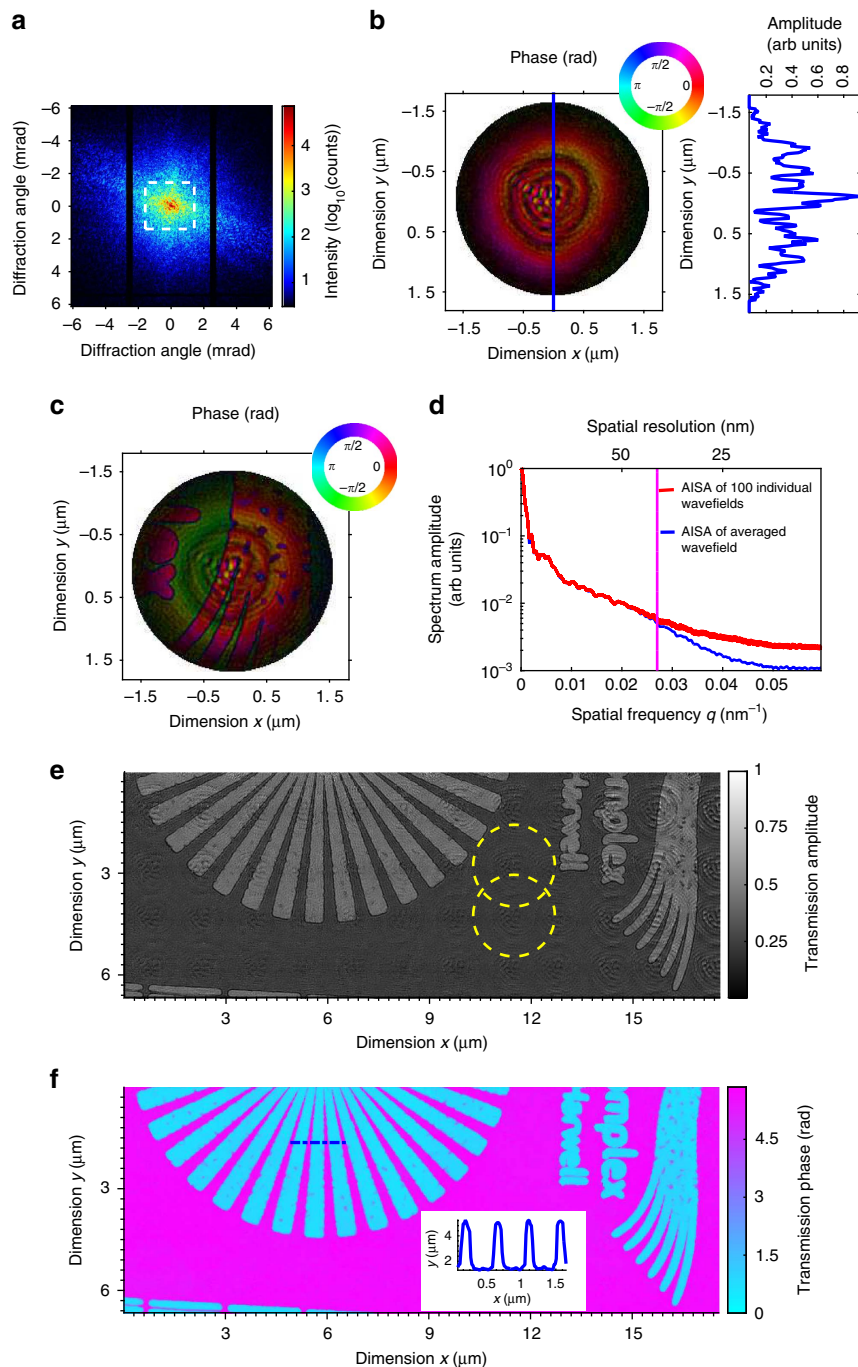 a
−6
−4
−2
0
2
4
6
Diffraction angle (mrad)
−6 −4 −2 0 2 4 6
Diffraction angle (mrad)
4
3
2
1
Intensity (log10(counts))
b
Phase (rad)
π/2
π 0
−π/2
−1. 5
−0. 5
0. 5
1. 5
Dimension y (μm)
−1.5 −0.5 0. 5 1. 5
Dimension x (μm)
Amplitude
(arb units)
0.2 0.4 0.6 0.8
−1.5
−0.5
0. 5
1.5
Dimension y (μm)
c
Phase (rad)
π/2
π 0
−π/2
−1. 5
−0. 5
0. 5
1. 5
Dimension y (μm)
−1.5 −0.5 0. 5 1. 5
Dimension x (μm)
d
Spatial resolution (nm)
50 25
AISA of 100 individual
wavefields
AISA of averaged
wavefield
10⁰
10⁻¹
10⁻²
10⁻³
Spectrum amplitude
(arb units)
0 0.01 0.02 0.03 0.04 0.05
Spatial frequency q (nm⁻¹)
e
3
6
Dimension y (μm)
mplex
Harwell
3 6 9 12 15
Dimension x (μm)
1
0.75
0.5
0.25
Transmission amplitude
f
3
6
Dimension y (μm)
mplex
Harwell
4
2
y (μm)
0.5 1 1.5
x (μm)
3 6 9 12 15
Dimension x (μm)
4.5
3
1.5
0
Transmission phase (rad)